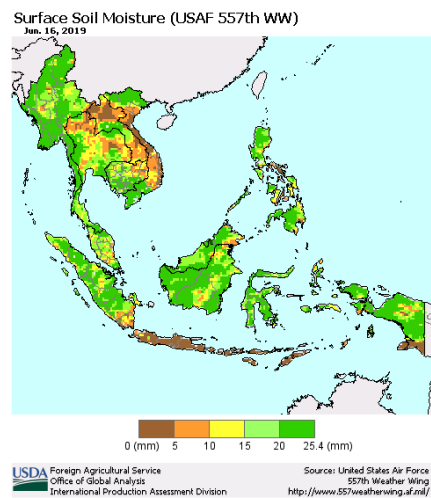 Surface Soil Moisture (USAF 557th WW)
Jun. 16, 2019
0 (mm) 5 10 15 20 25.4 (mm)
USDA Foreign Agricultural Service
Office of Global Analysis
International Production Assessment Division
Source: United States Air Force
557th Weather Wing
http://www.557weatherwing.af.mil/